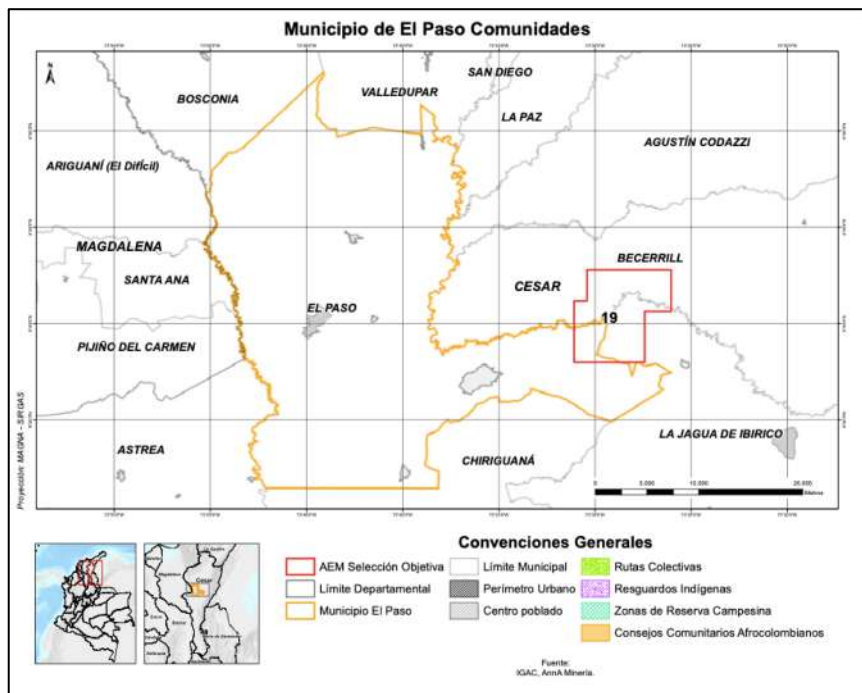 Municipio de El Paso Comunidades
N
SAN DIEGO
BOSCONIA
VALLEDUPAR
LA PAZ
AGUSTÍN CODAZZI
ARIGUANÍ (El Difícil)
MAGDALENA
BECERRILL
SANTA ANA
CESAR
EL PASO
19
PIJIÑO DEL CARMEN
ASTREA
CHIRIGUANÁ
LA JAGUA DE IBIRICO
Proyección: MAGNA - SIRGAS
0 5.000 10.000 20.000
Metros
Convenciones Generales
AEM Selección Objetiva
Límite Municipal
Rutas Colectivas
Límite Departamental
Perímetro Urbano
Resguardos Indígenas
Municipio El Paso
Centro poblado
Zonas de Reserva Campesina
Consejos Comunitarios Afrocolombianos
Cesar
Fuente:
IGAC, AnnA Minería.